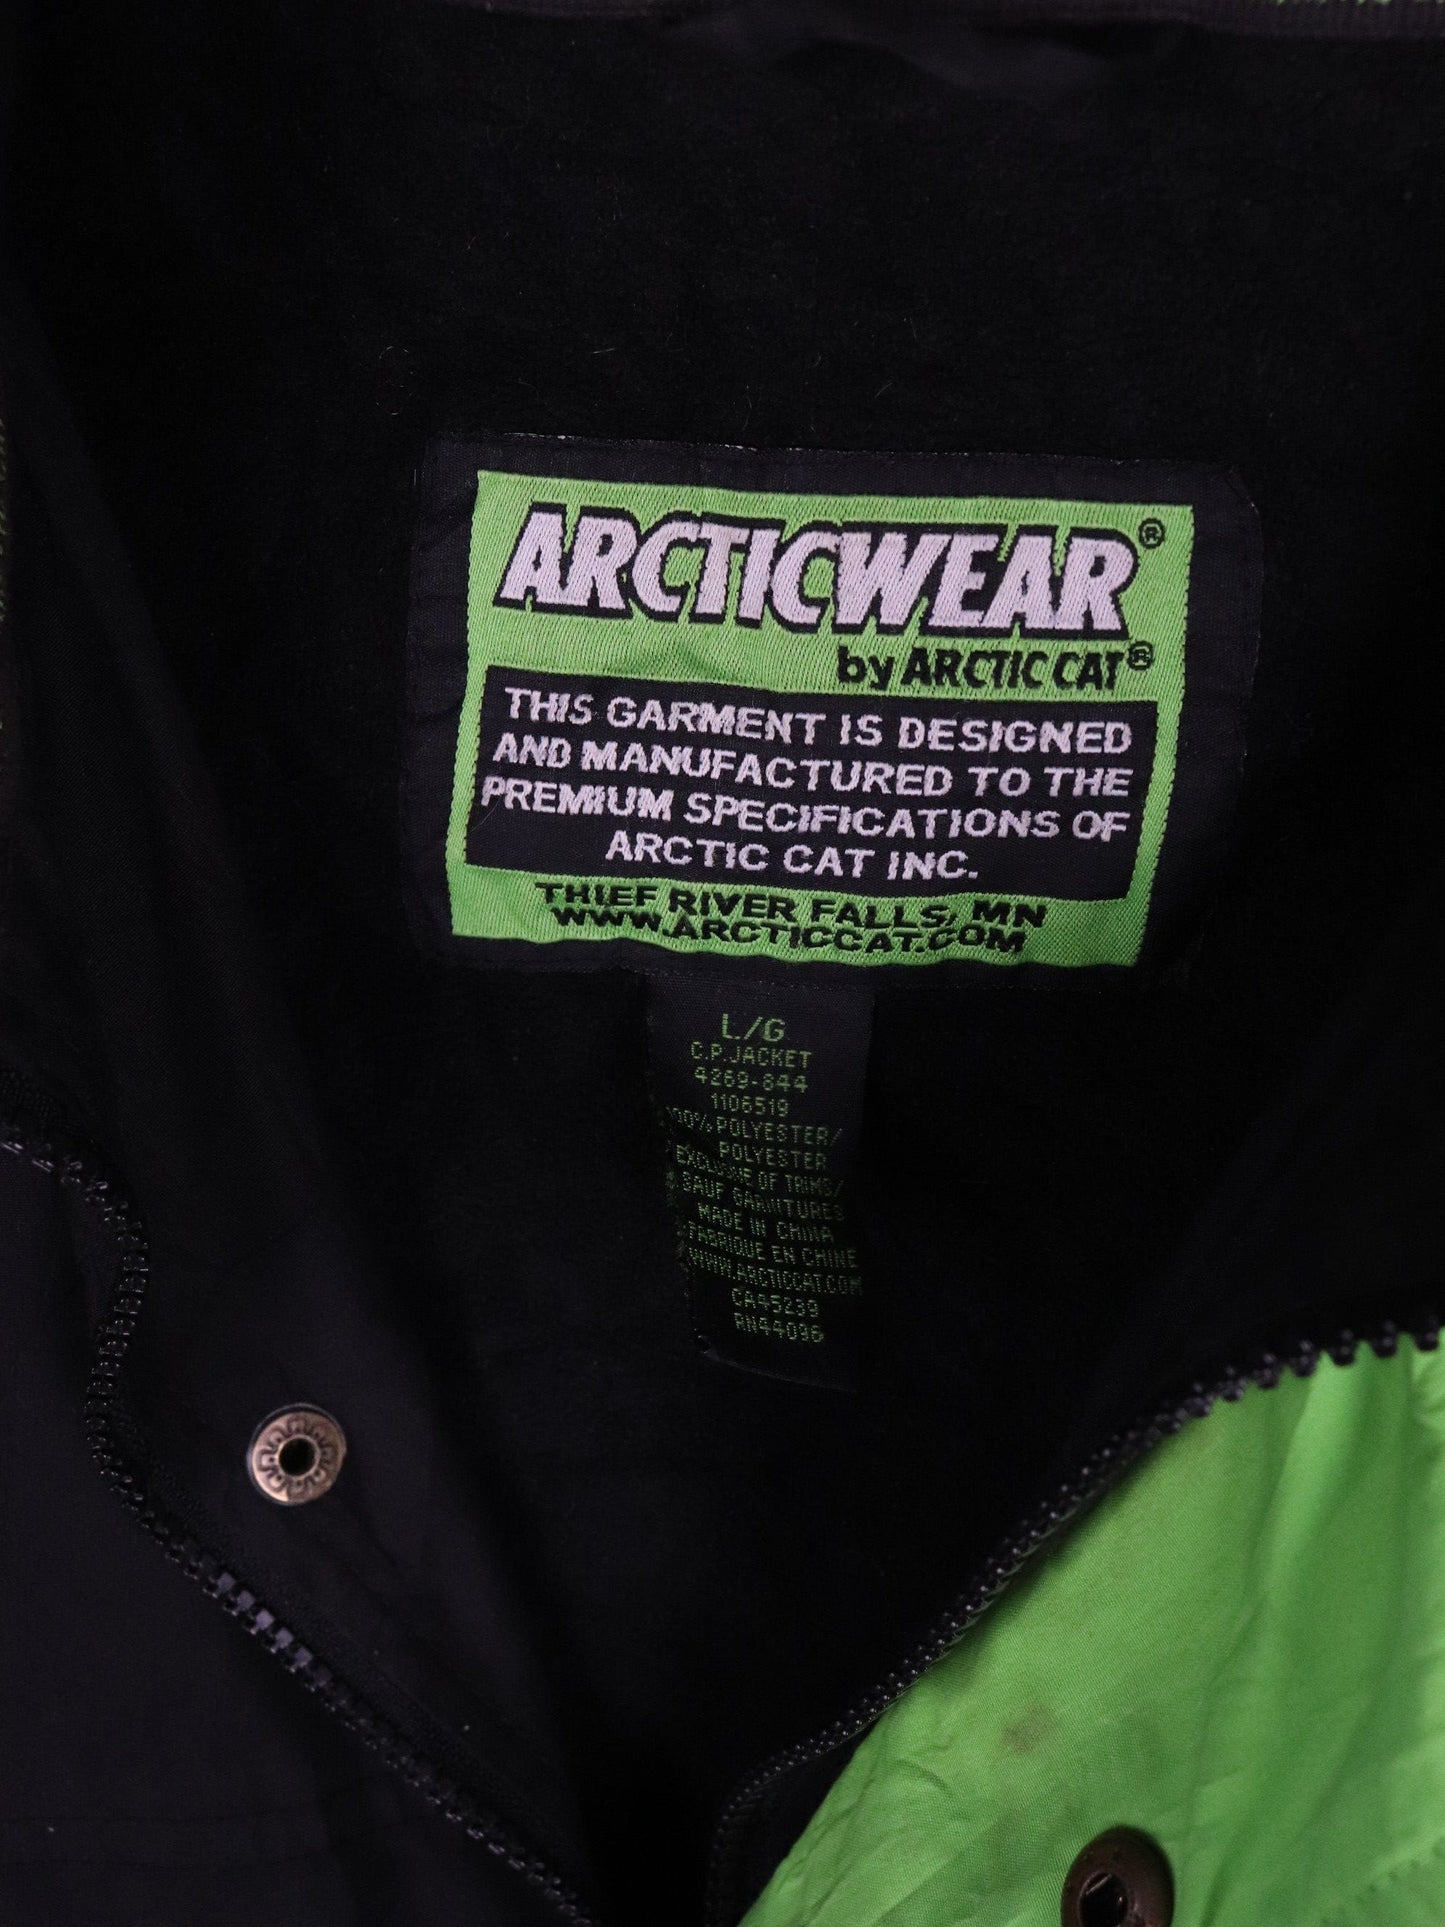 ARCTICWEAR®
by ARCTIC CAT®
THIS GARMENT IS DESIGNED
AND MANUFACTURED TO THE
PREMIUM SPECIFICATIONS OF
ARCTIC CAT INC.
THIEF RIVER FALLS, MN
WWW.ARCTICCAT.COM
L/G
C.P.JACKET
4269-844
1106519
100% POLYESTER/
POLYESTER
EXCLUSIVE OF TRIMS/
SAUF GARNITURES
MADE IN CHINA
FABRIQUE EN CHINE
WWW.ARCTICCAT.COM
CA45239
RN44096